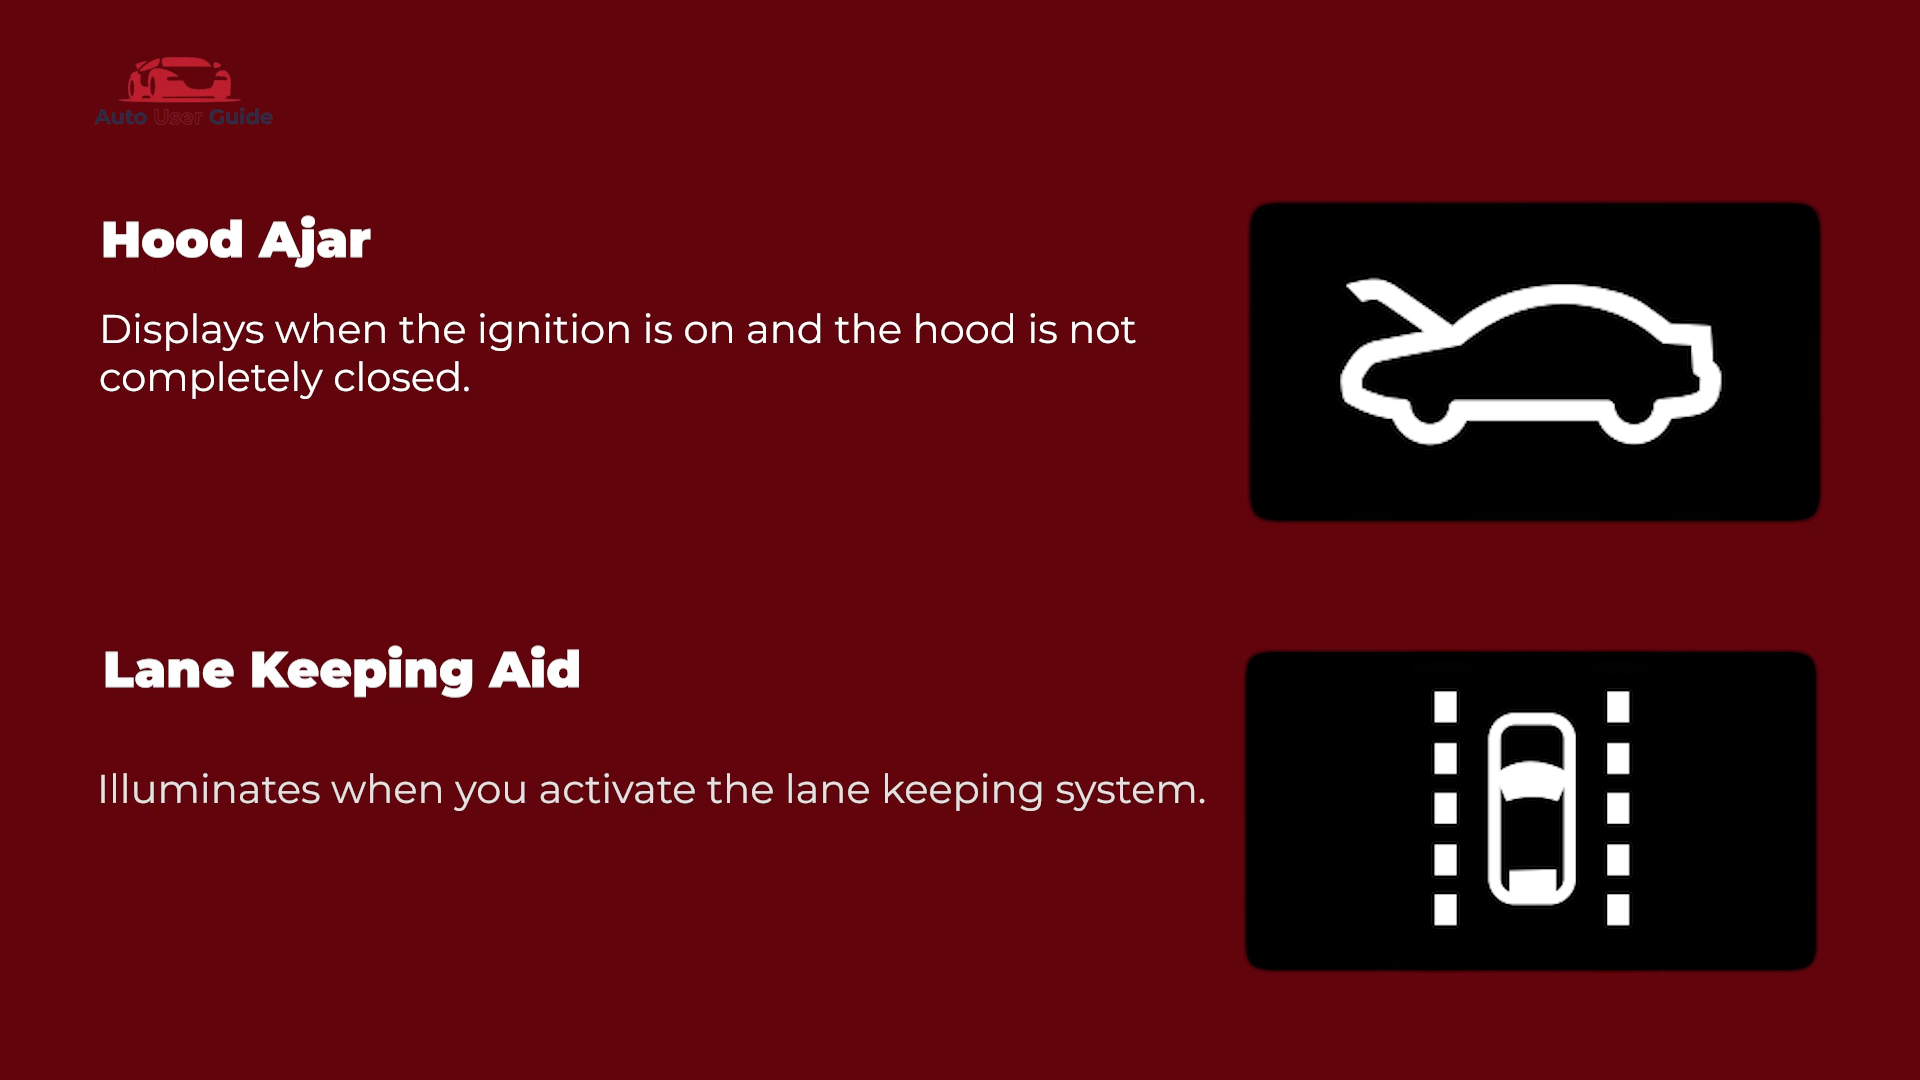 Auto User Guide
Hood Ajar
Displays when the ignition is on and the hood is not
completely closed.
Lane Keeping Aid
Illuminates when you activate the lane keeping system.